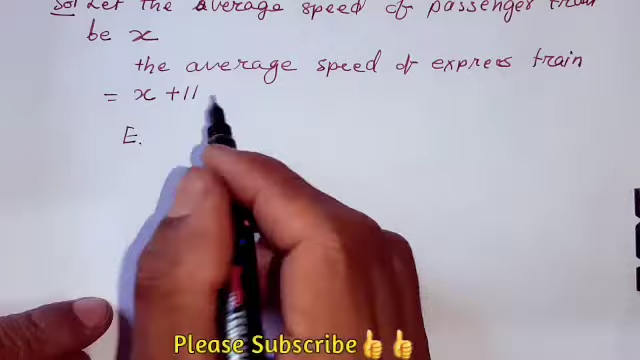 Sol Let the average speed of passenger train
be x
the average speed of express train
= x + 11
E.
Please Subscribe👍👍